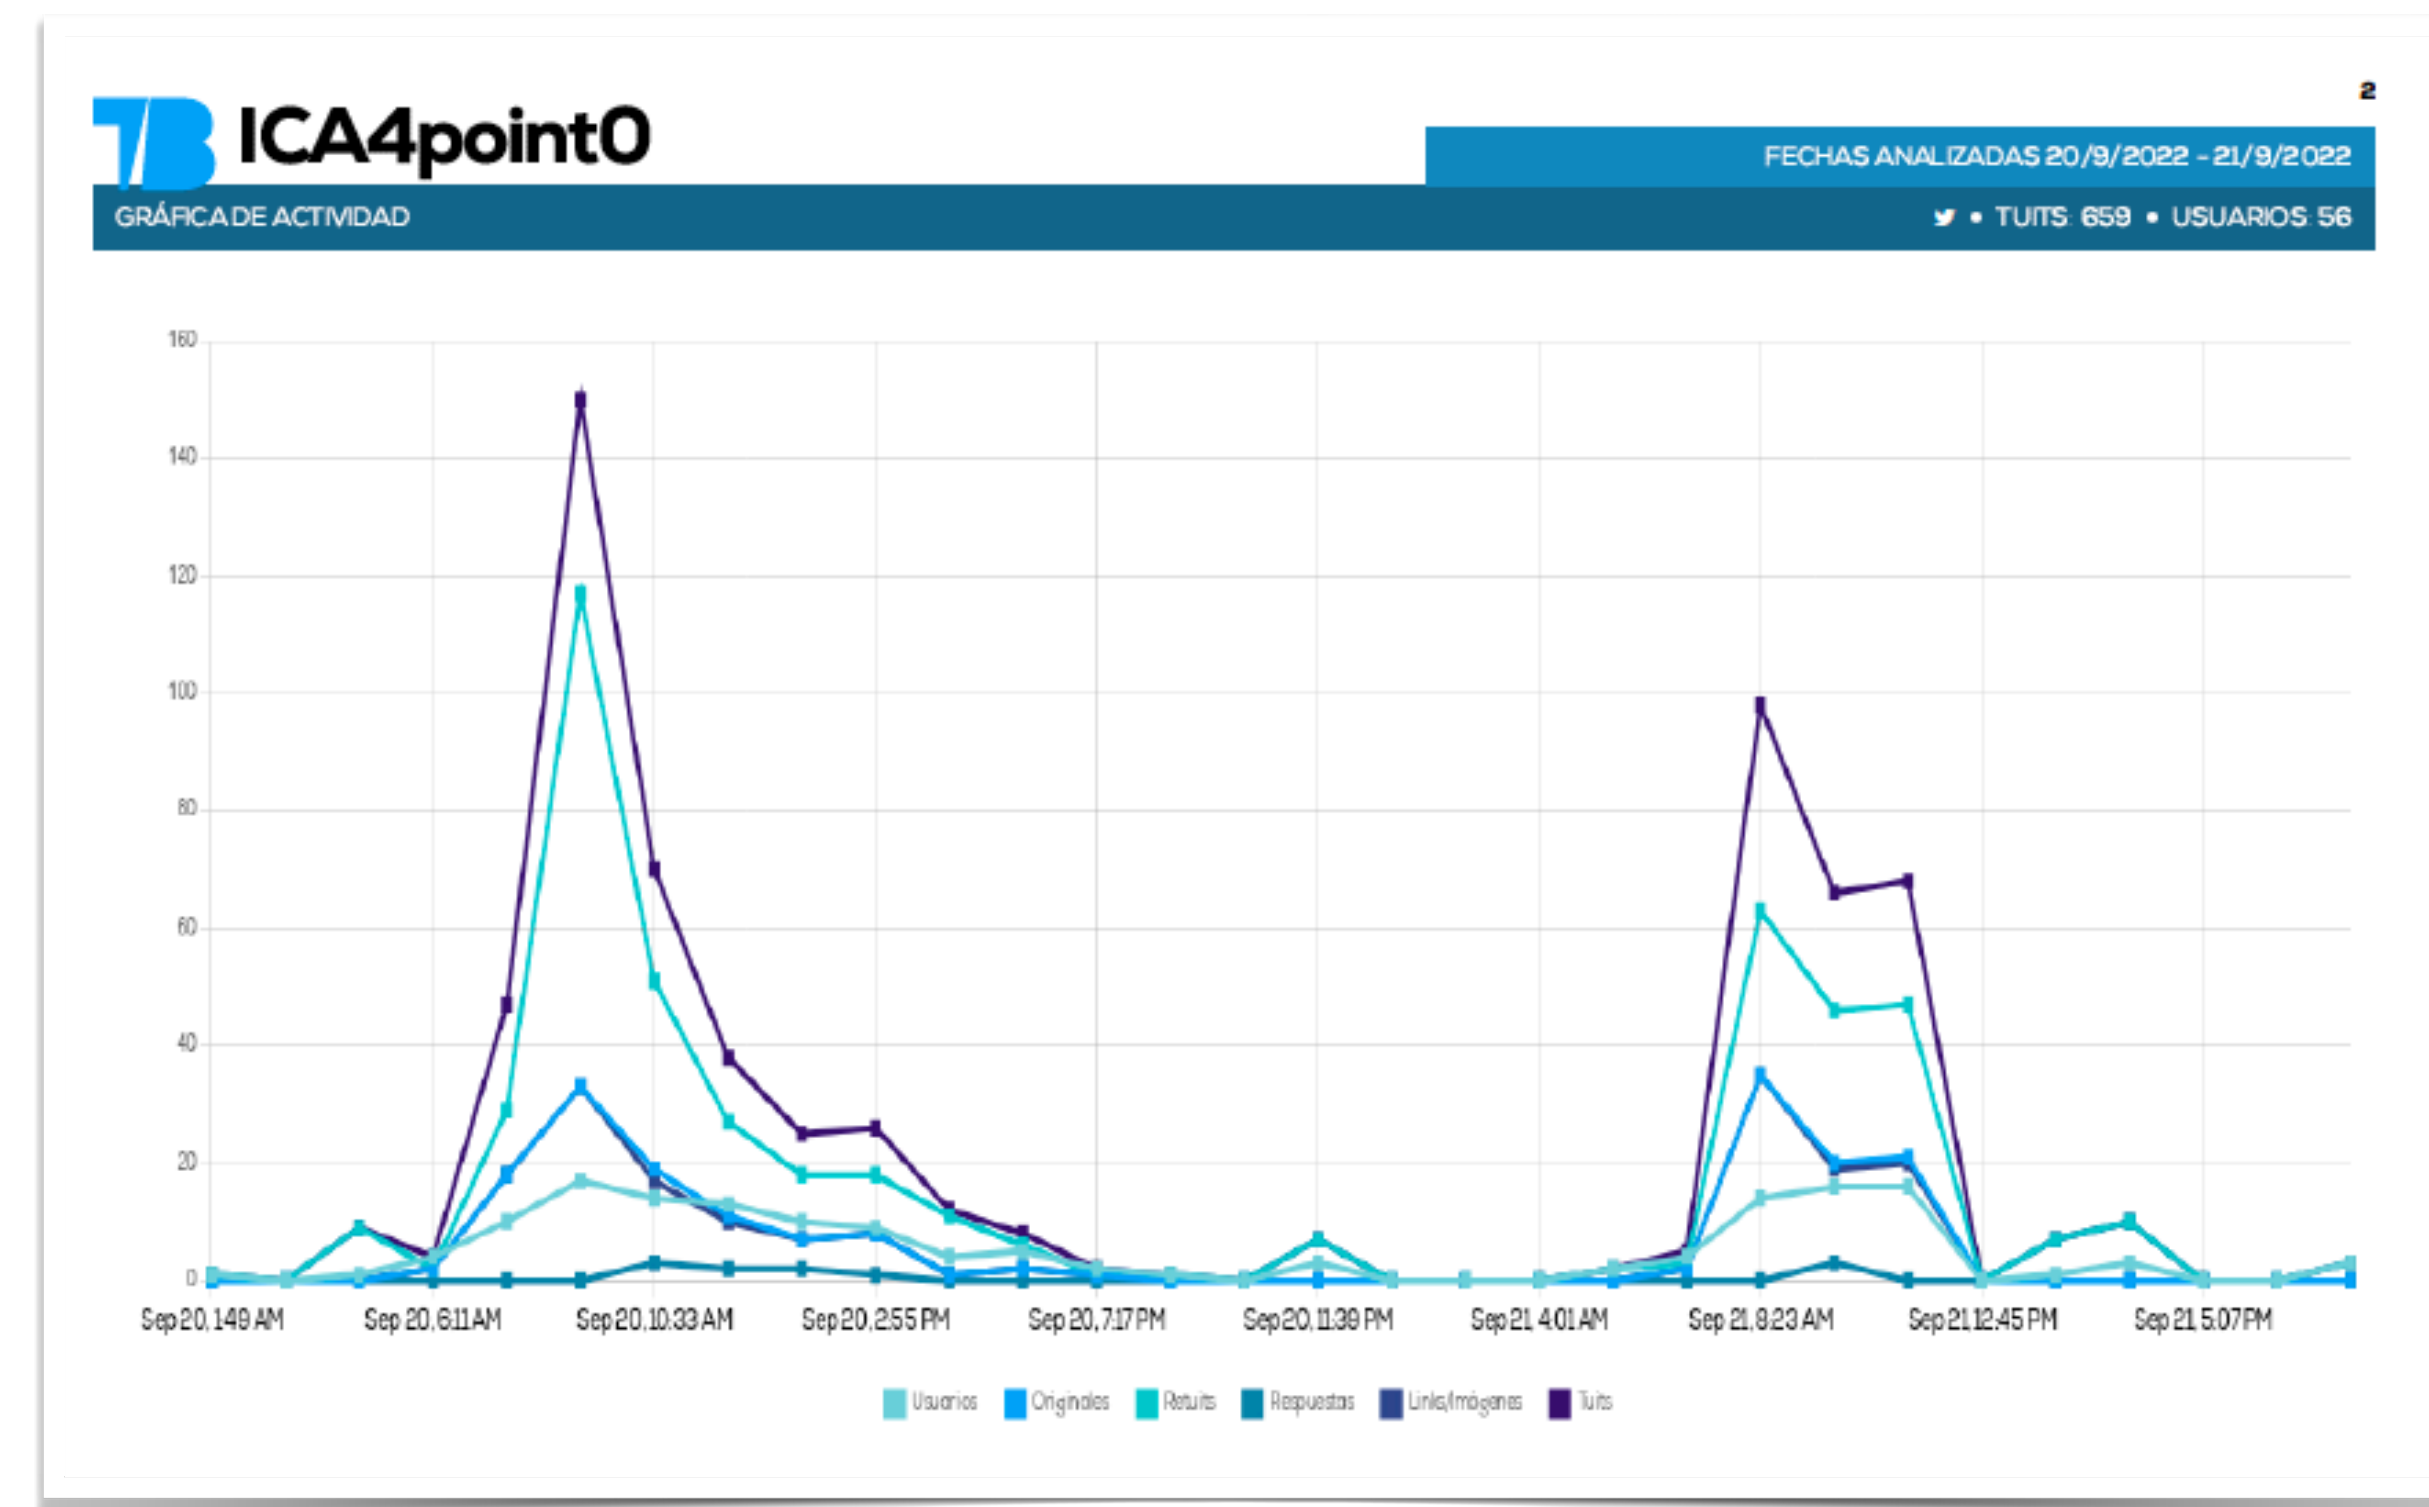 2
TB ICA4point0
FECHAS ANALIZADAS 20/9/2022 - 21/9/2022
GRÁFICA DE ACTIVIDAD
• TUITS: 659 • USUARIOS: 56
160
140
120
100
80
60
40
20
0
Sep 20, 1:49 AM Sep 20, 6:11 AM Sep 20, 10:33 AM Sep 20, 2:55 PM Sep 20, 7:17 PM Sep 20, 11:39 PM Sep 21, 4:01 AM Sep 21, 8:23 AM Sep 21, 12:45 PM Sep 21, 5:07 PM
Usuarios Originales Retuits Respuestas Links/Imágenes Tuits